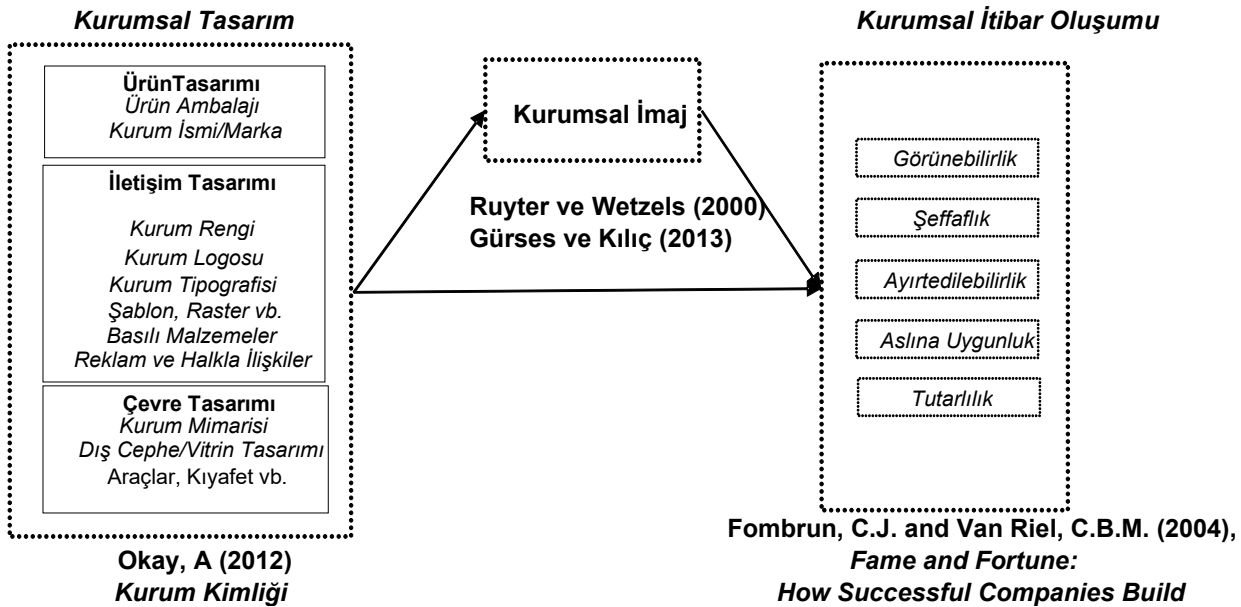 Kurumsal Tasarım
ÜrünTasarımı
Ürün Ambalajı
Kurum İsmi/Marka
İletişim Tasarımı
Kurum Rengi
Kurum Logosu
Kurum Tipografisi
Şablon, Raster vb.
Basılı Malzemeler
Reklam ve Halkla İlişkiler
Çevre Tasarımı
Kurum Mimarisi
Dış Cephe/Vitrin Tasarımı
Araçlar, Kıyafet vb.
Okay, A (2012)
Kurum Kimliği
Kurumsal İmaj
Ruyter ve Wetzels (2000)
Gürses ve Kılıç (2013)
Kurumsal İtibar Oluşumu
Görünebilirlik
Şeffaflık
Ayırtedilebilirlik
Aslına Uygunluk
Tutarlılık
Fombrun, C.J. and Van Riel, C.B.M. (2004),
Fame and Fortune:
How Successful Companies Build